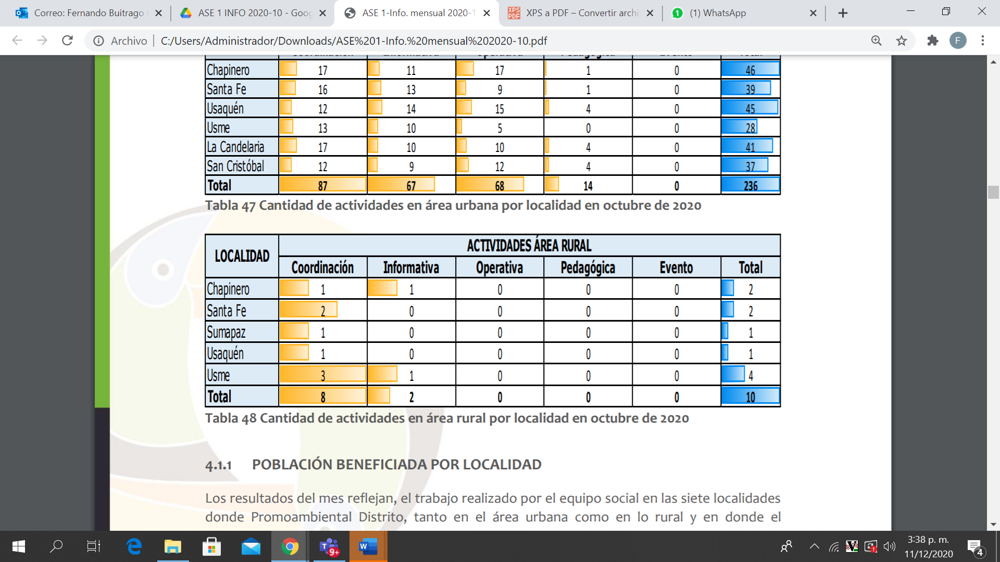 Correo: Fernando Buitrago
ASE 1 INFO 2020-10 - Goog
ASE 1-Info. mensual 2020-1
XPS a PDF – Convertir archi
(1) WhatsApp
Archivo C:/Users/Administrador/Downloads/ASE%201-Info.%20mensual%202020-10.pdf F
Coordinación Informativa Operativa Pedagógica Evento Total
Chapinero 17 11 17 1 0 46
Santa Fe 16 13 9 1 0 39
Usaquén 12 14 15 4 0 45
Usme 13 10 5 0 0 28
La Candelaria 17 10 10 4 0 41
San Cristóbal 12 9 12 4 0 37
Total 87 67 68 14 0 236
Tabla 47 Cantidad de actividades en área urbana por localidad en octubre de 2020
LOCALIDAD ACTIVIDADES ÁREA RURAL
Coordinación Informativa Operativa Pedagógica Evento Total
Chapinero 1 1 0 0 0 2
Santa Fe 2 0 0 0 0 2
Sumapaz 1 0 0 0 0 1
Usaquén 1 0 0 0 0 1
Usme 3 1 0 0 0 4
Total 8 2 0 0 0 10
Tabla 48 Cantidad de actividades en área rural por localidad en octubre de 2020
4.1.1 POBLACIÓN BENEFICIADA POR LOCALIDAD
Los resultados del mes reflejan, el trabajo realizado por el equipo social en las siete localidades
donde Promoambiental Distrito, tanto en el área urbana como en lo rural y en donde el
3:38 p. m.
11/12/2020
9+
4